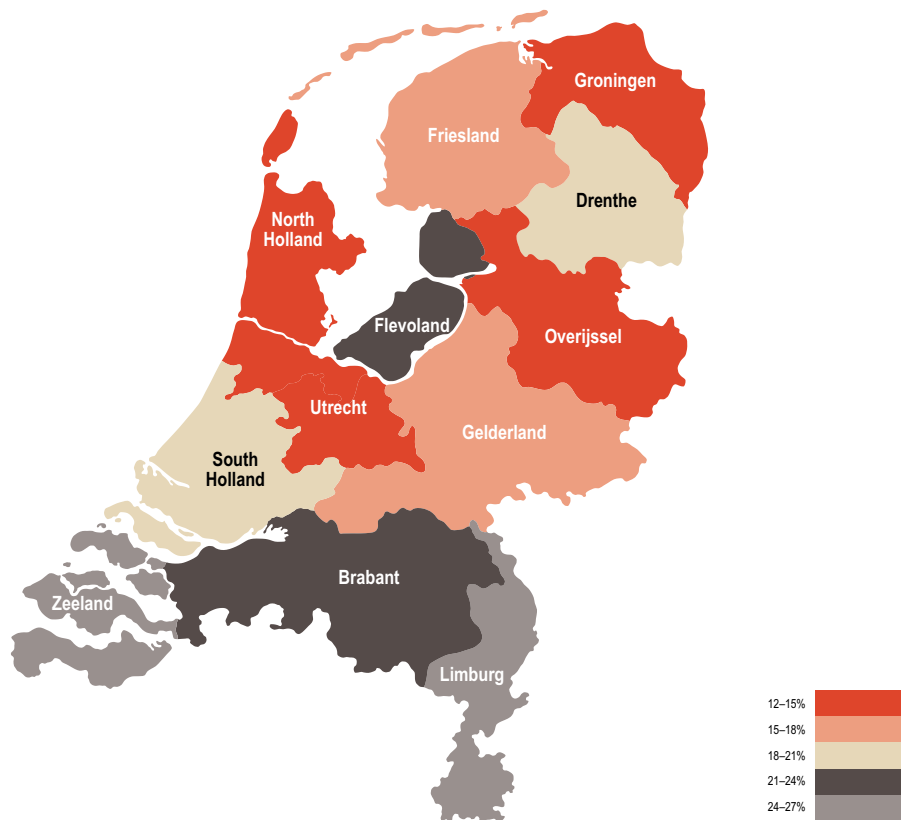 Groningen
Friesland
Drenthe
North
Holland
Flevoland
Overijssel
Utrecht
Gelderland
South
Holland
Brabant
Zeeland
Limburg
12–15%
15–18%
18–21%
21–24%
24–27%